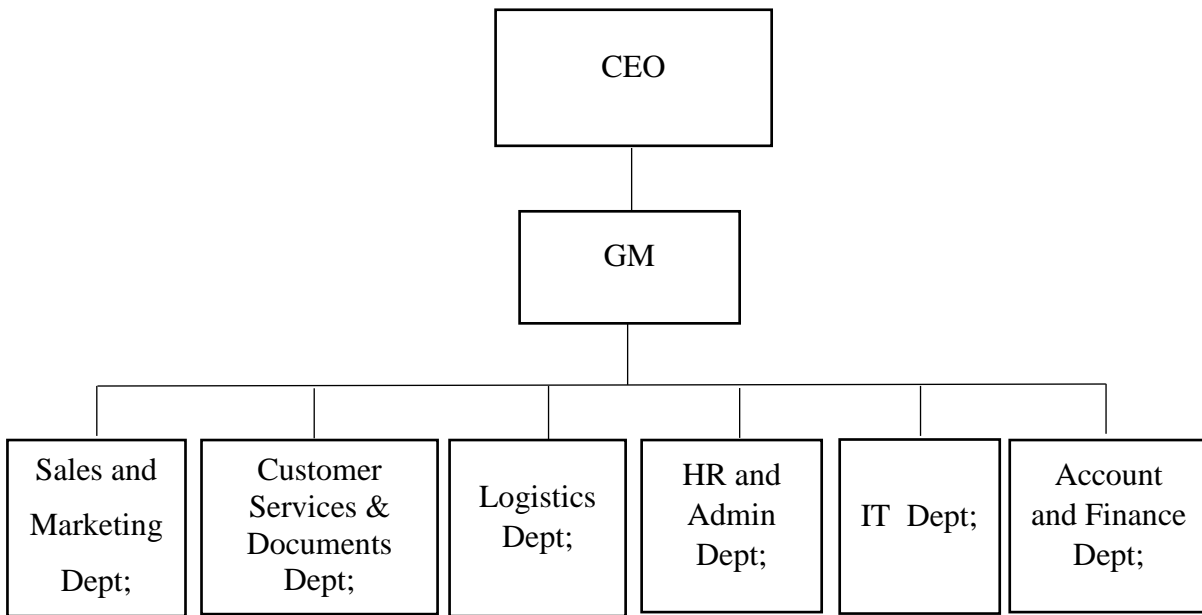 CEO
GM
Sales and
Marketing
Dept;
Customer
Services &
Documents
Dept;
Logistics
Dept;
HR and
Admin
Dept;
IT Dept;
Account
and Finance
Dept;